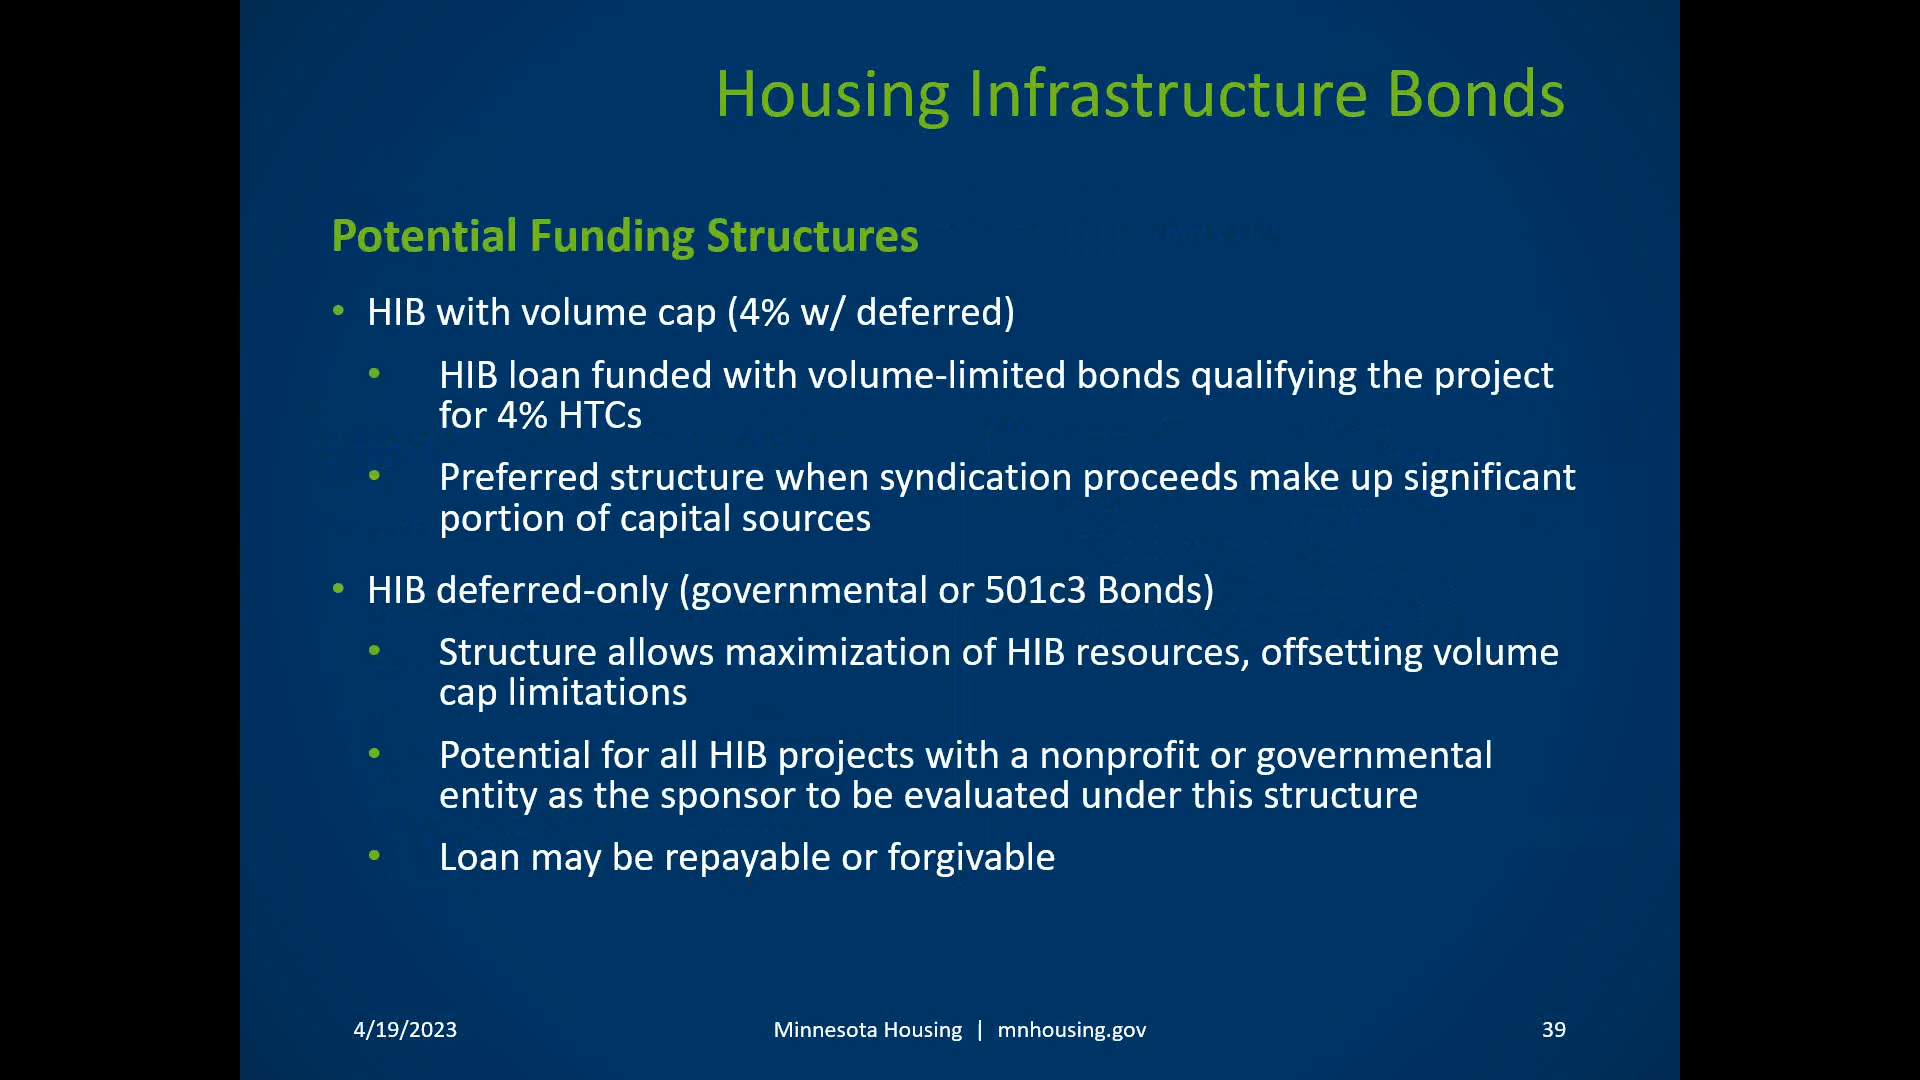 Housing Infrastructure Bonds
Potential Funding Structures
• HIB with volume cap (4% w/ deferred)
• HIB loan funded with volume-limited bonds qualifying the project
for 4% HTCs
• Preferred structure when syndication proceeds make up significant
portion of capital sources
• HIB deferred-only (governmental or 501c3 Bonds)
• Structure allows maximization of HIB resources, offsetting volume
cap limitations
• Potential for all HIB projects with a nonprofit or governmental
entity as the sponsor to be evaluated under this structure
• Loan may be repayable or forgivable
4/19/2023 Minnesota Housing | mnhousing.gov 39